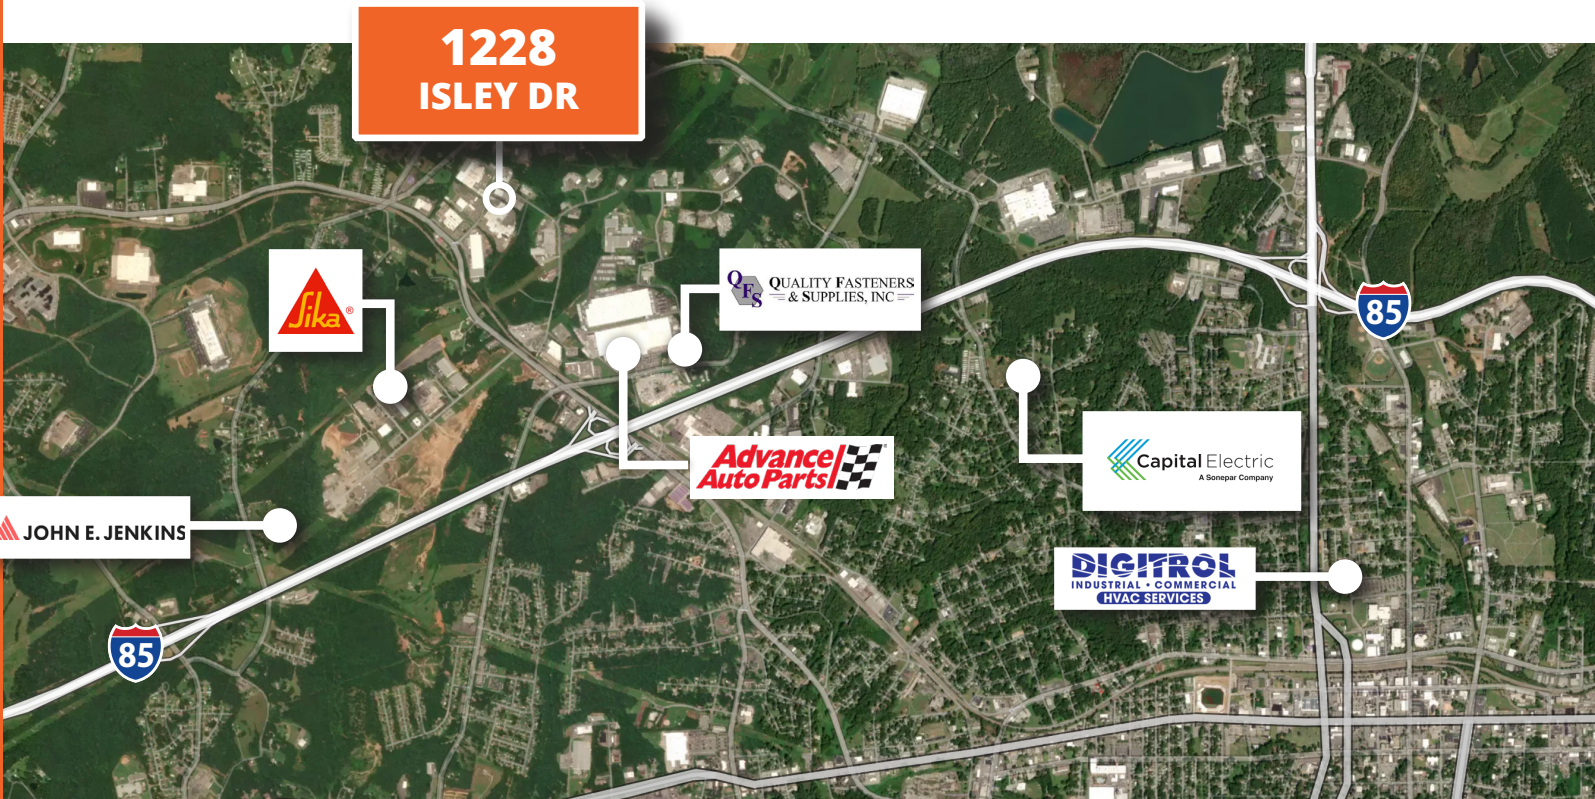 1228
ISLEY DR
Sika®
QFS
QUALITY FASTENERS
& SUPPLIES, INC
85
Advance
Auto Parts
Capital Electric
A Sonepar Company
JOHN E. JENKINS
DIGITROL
INDUSTRIAL • COMMERCIAL
HVAC SERVICES
85